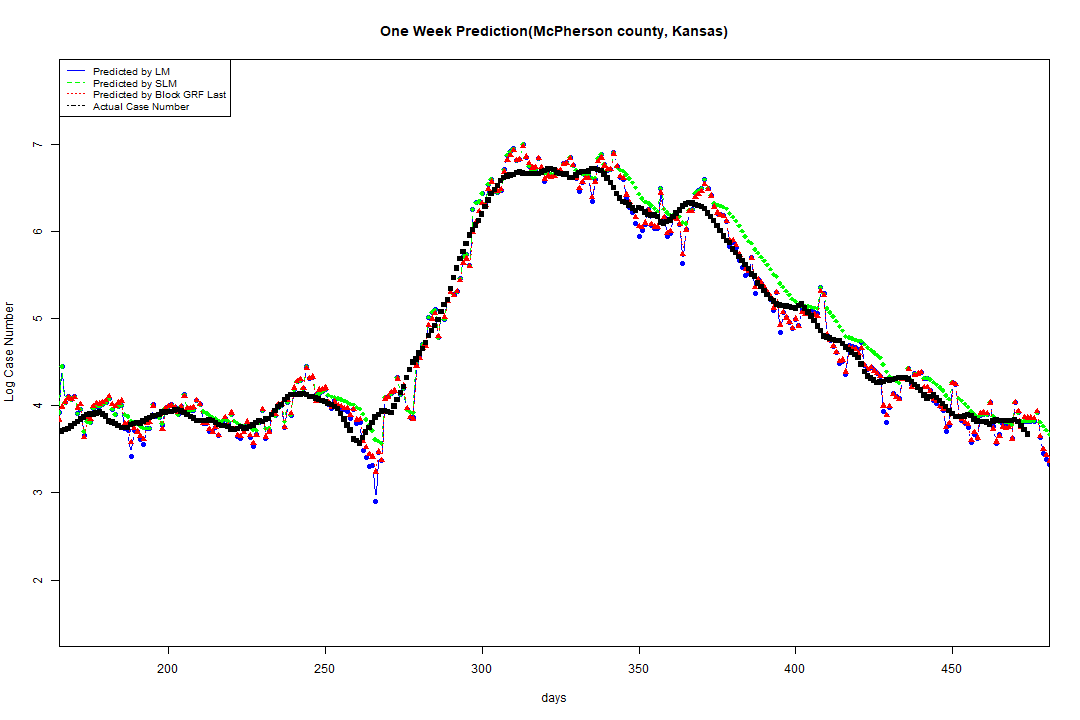 One Week Prediction(McPherson county, Kansas)
Predicted by LM
Predicted by SLM
Predicted by Block GRF Last
Actual Case Number
7
6
5
4
3
2
Log Case Number
200 250 300 350 400 450
days